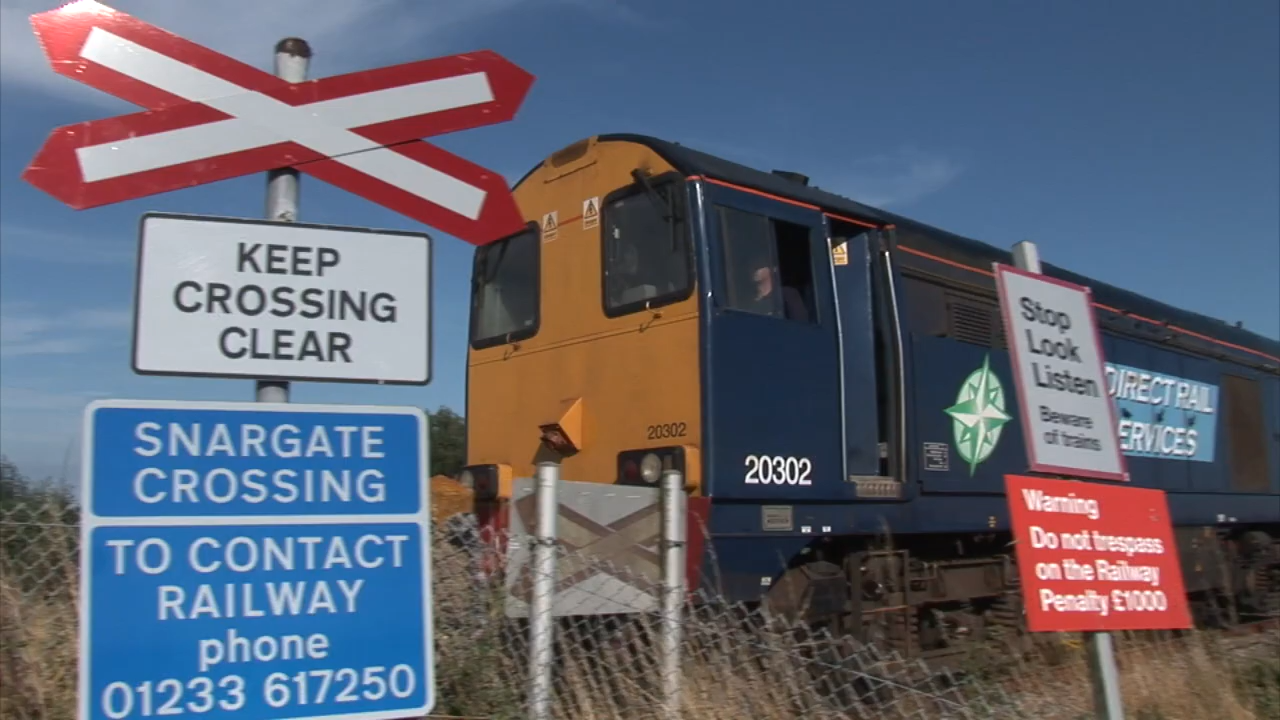 KEEP
CROSSING
CLEAR
SNARGATE
CROSSING
TO CONTACT
RAILWAY
phone
01233 617250
20302
20302
DIRECT RAIL
ERVICES
Stop
Look
Listen
Beware
of trains
Warning
Do not trespass
on the Railway
Penalty £1000